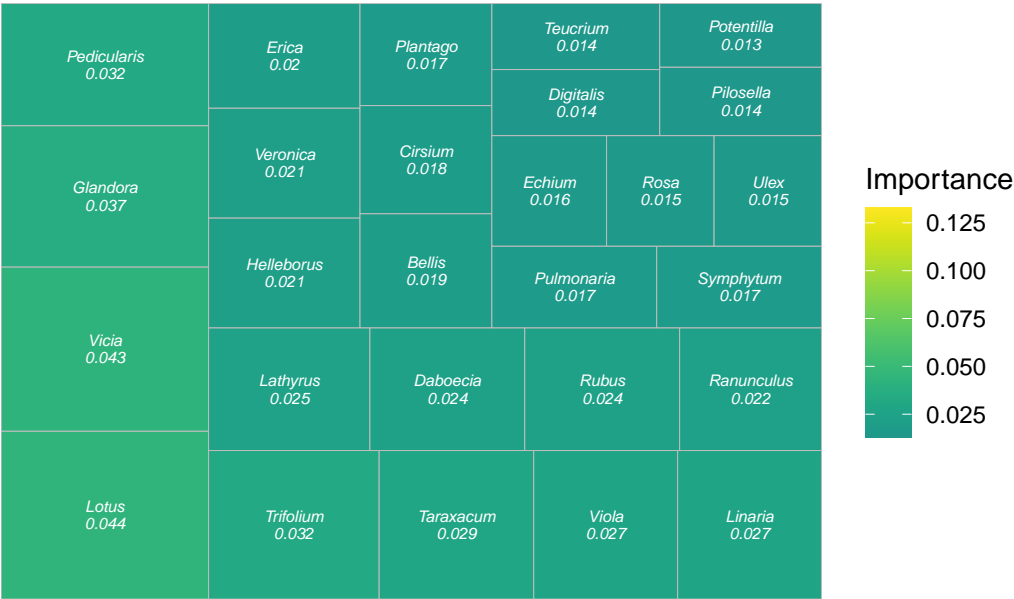 Pedicularis
0.032
Glandora
0.037
Vicia
0.043
Lotus
0.044
Erica
0.02
Veronica
0.021
Helleborus
0.021
Plantago
0.017
Cirsium
0.018
Bellis
0.019
Teucrium
0.014
Potentilla
0.013
Digitalis
0.014
Pilosella
0.014
Echium
0.016
Rosa
0.015
Ulex
0.015
Pulmonaria
0.017
Symphytum
0.017
Lathyrus
0.025
Daboecia
0.024
Rubus
0.024
Ranunculus
0.022
Trifolium
0.032
Taraxacum
0.029
Viola
0.027
Linaria
0.027
Importance
0.125
0.100
0.075
0.050
0.025